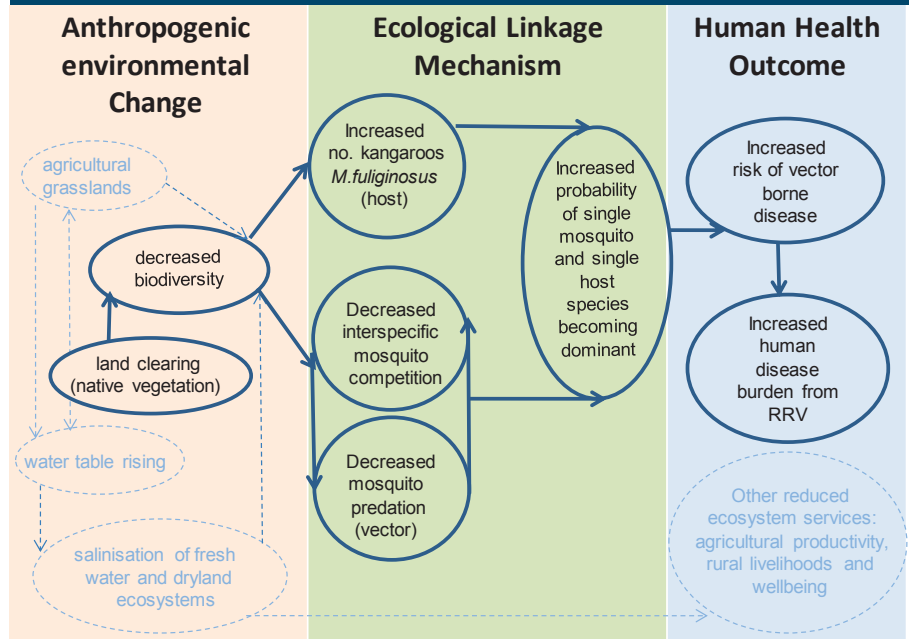 Anthropogenic
environmental
Change
Ecological Linkage
Mechanism
Human Health
Outcome
agricultural
grasslands
decreased
biodiversity
land clearing
(native vegetation)
water table rising
salinisation of fresh
water and dryland
ecosystems
Increased
no. kangaroos
M.fuliginosus
(host)
Decreased
interspecific
mosquito
competition
Decreased
mosquito
predation
(vector)
Increased
probability
of single
mosquito
and single
host
species
becoming
dominant
Increased
risk of vector
borne
disease
Increased
human
disease
burden from
RRV
Other reduced
ecosystem services:
agricultural productivity,
rural livelihoods and
wellbeing